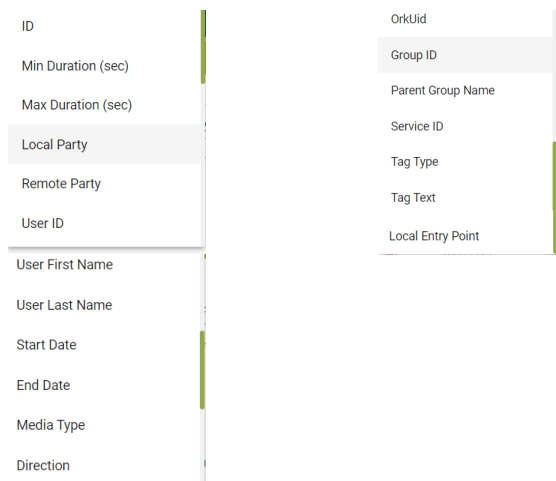 ID
Min Duration (sec)
Max Duration (sec)
Local Party
Remote Party
User ID
User First Name
User Last Name
Start Date
End Date
Media Type
Direction
OrkUid
Group ID
Parent Group Name
Service ID
Tag Type
Tag Text
Local Entry Point